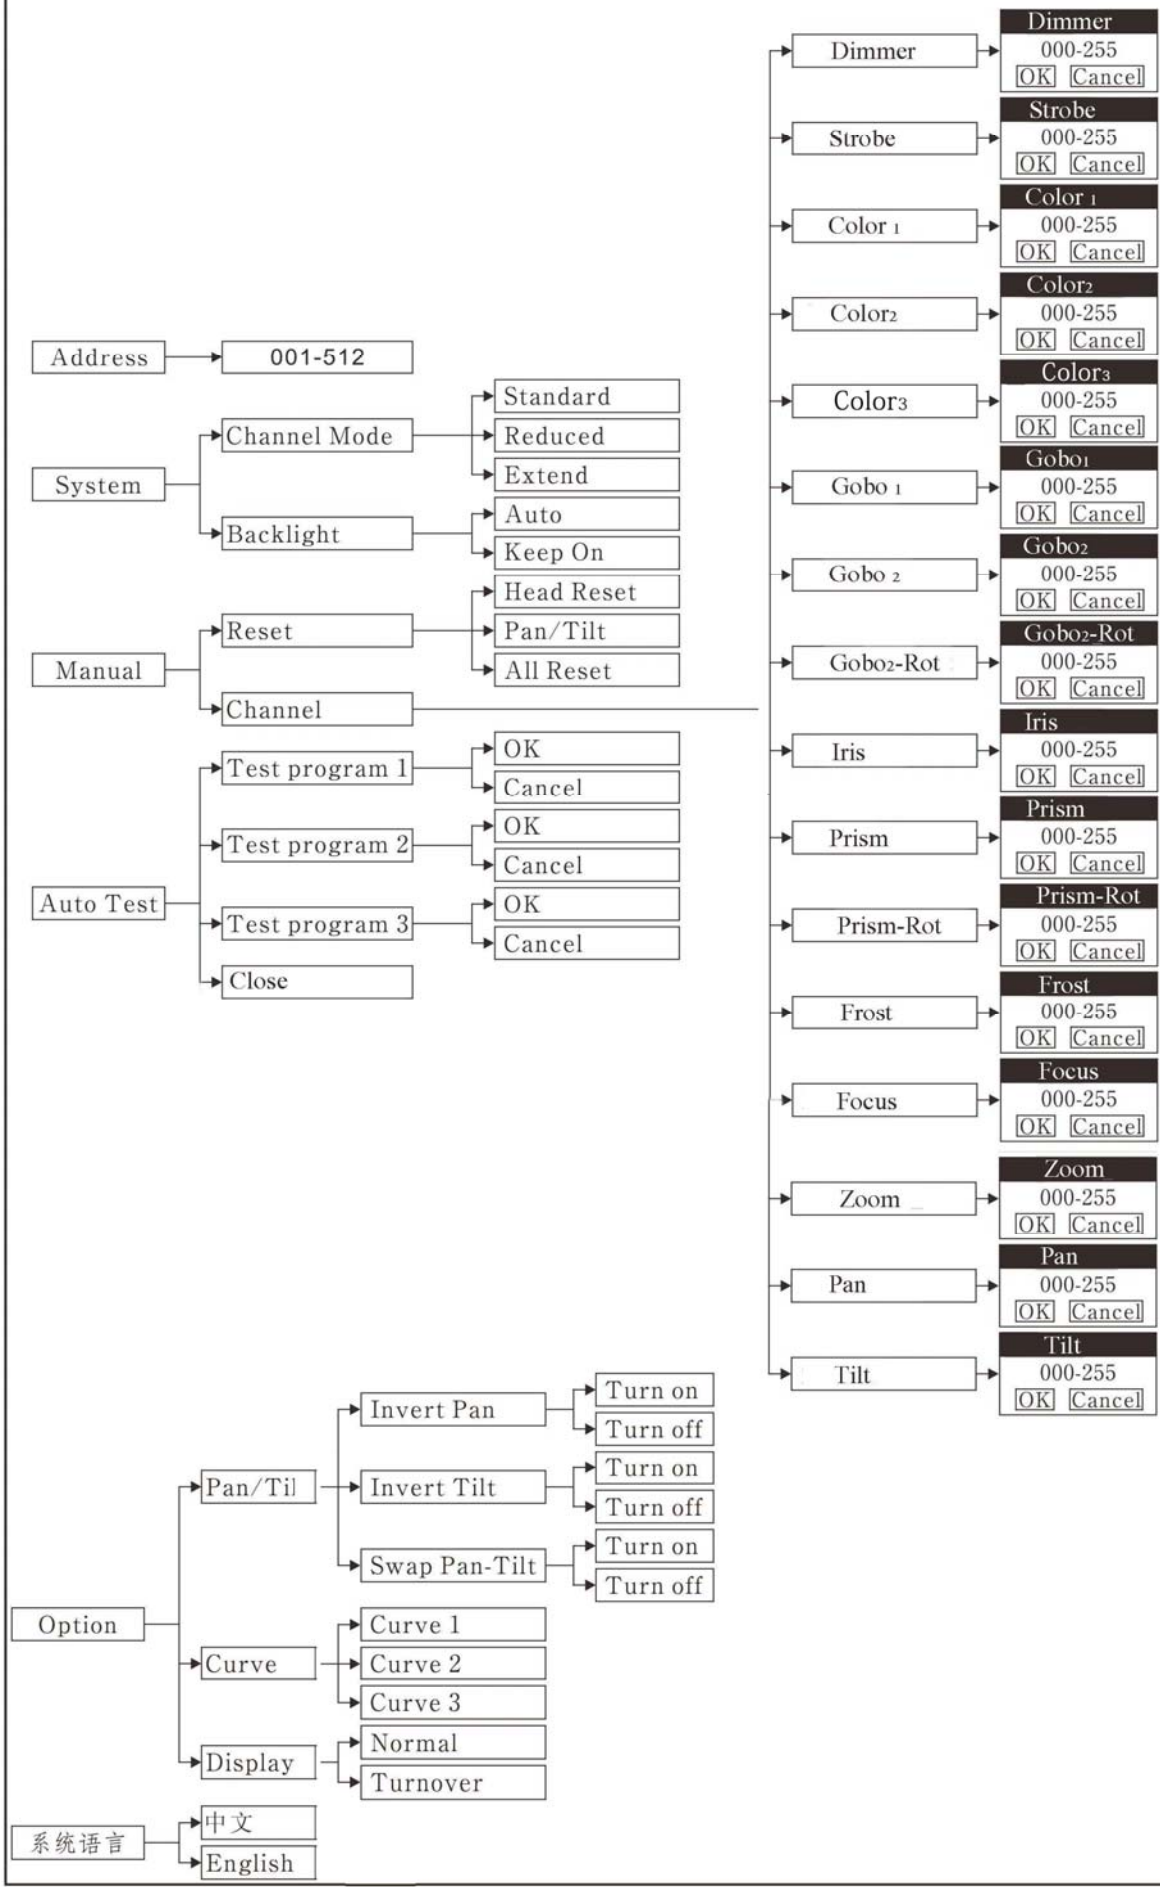 Address
001-512
System
Channel Mode
Standard
Reduced
Extend
Backlight
Auto
Keep On
Manual
Reset
Head Reset
Pan/Tilt
All Reset
Channel
Dimmer
Dimmer
000-255
OK Cancel
Strobe
Strobe
000-255
OK Cancel
Color 1
Color 1
000-255
OK Cancel
Color2
Color2
000-255
OK Cancel
Color3
Color3
000-255
OK Cancel
Gobo 1
Gobo1
000-255
OK Cancel
Gobo 2
Gobo2
000-255
OK Cancel
Gobo2-Rot
Gobo2-Rot
000-255
OK Cancel
Iris
Iris
000-255
OK Cancel
Prism
Prism
000-255
OK Cancel
Prism-Rot
Prism-Rot
000-255
OK Cancel
Frost
Frost
000-255
OK Cancel
Focus
Focus
000-255
OK Cancel
Zoom
Zoom
000-255
OK Cancel
Pan
Pan
000-255
OK Cancel
Tilt
Tilt
000-255
OK Cancel
Auto Test
Test program 1
OK
Cancel
Test program 2
OK
Cancel
Test program 3
OK
Cancel
Close
Option
Pan/Til
Invert Pan
Turn on
Turn off
Invert Tilt
Turn on
Turn off
Swap Pan-Tilt
Turn on
Turn off
Curve
Curve 1
Curve 2
Curve 3
Display
Normal
Turnover
系统语言
中文
English